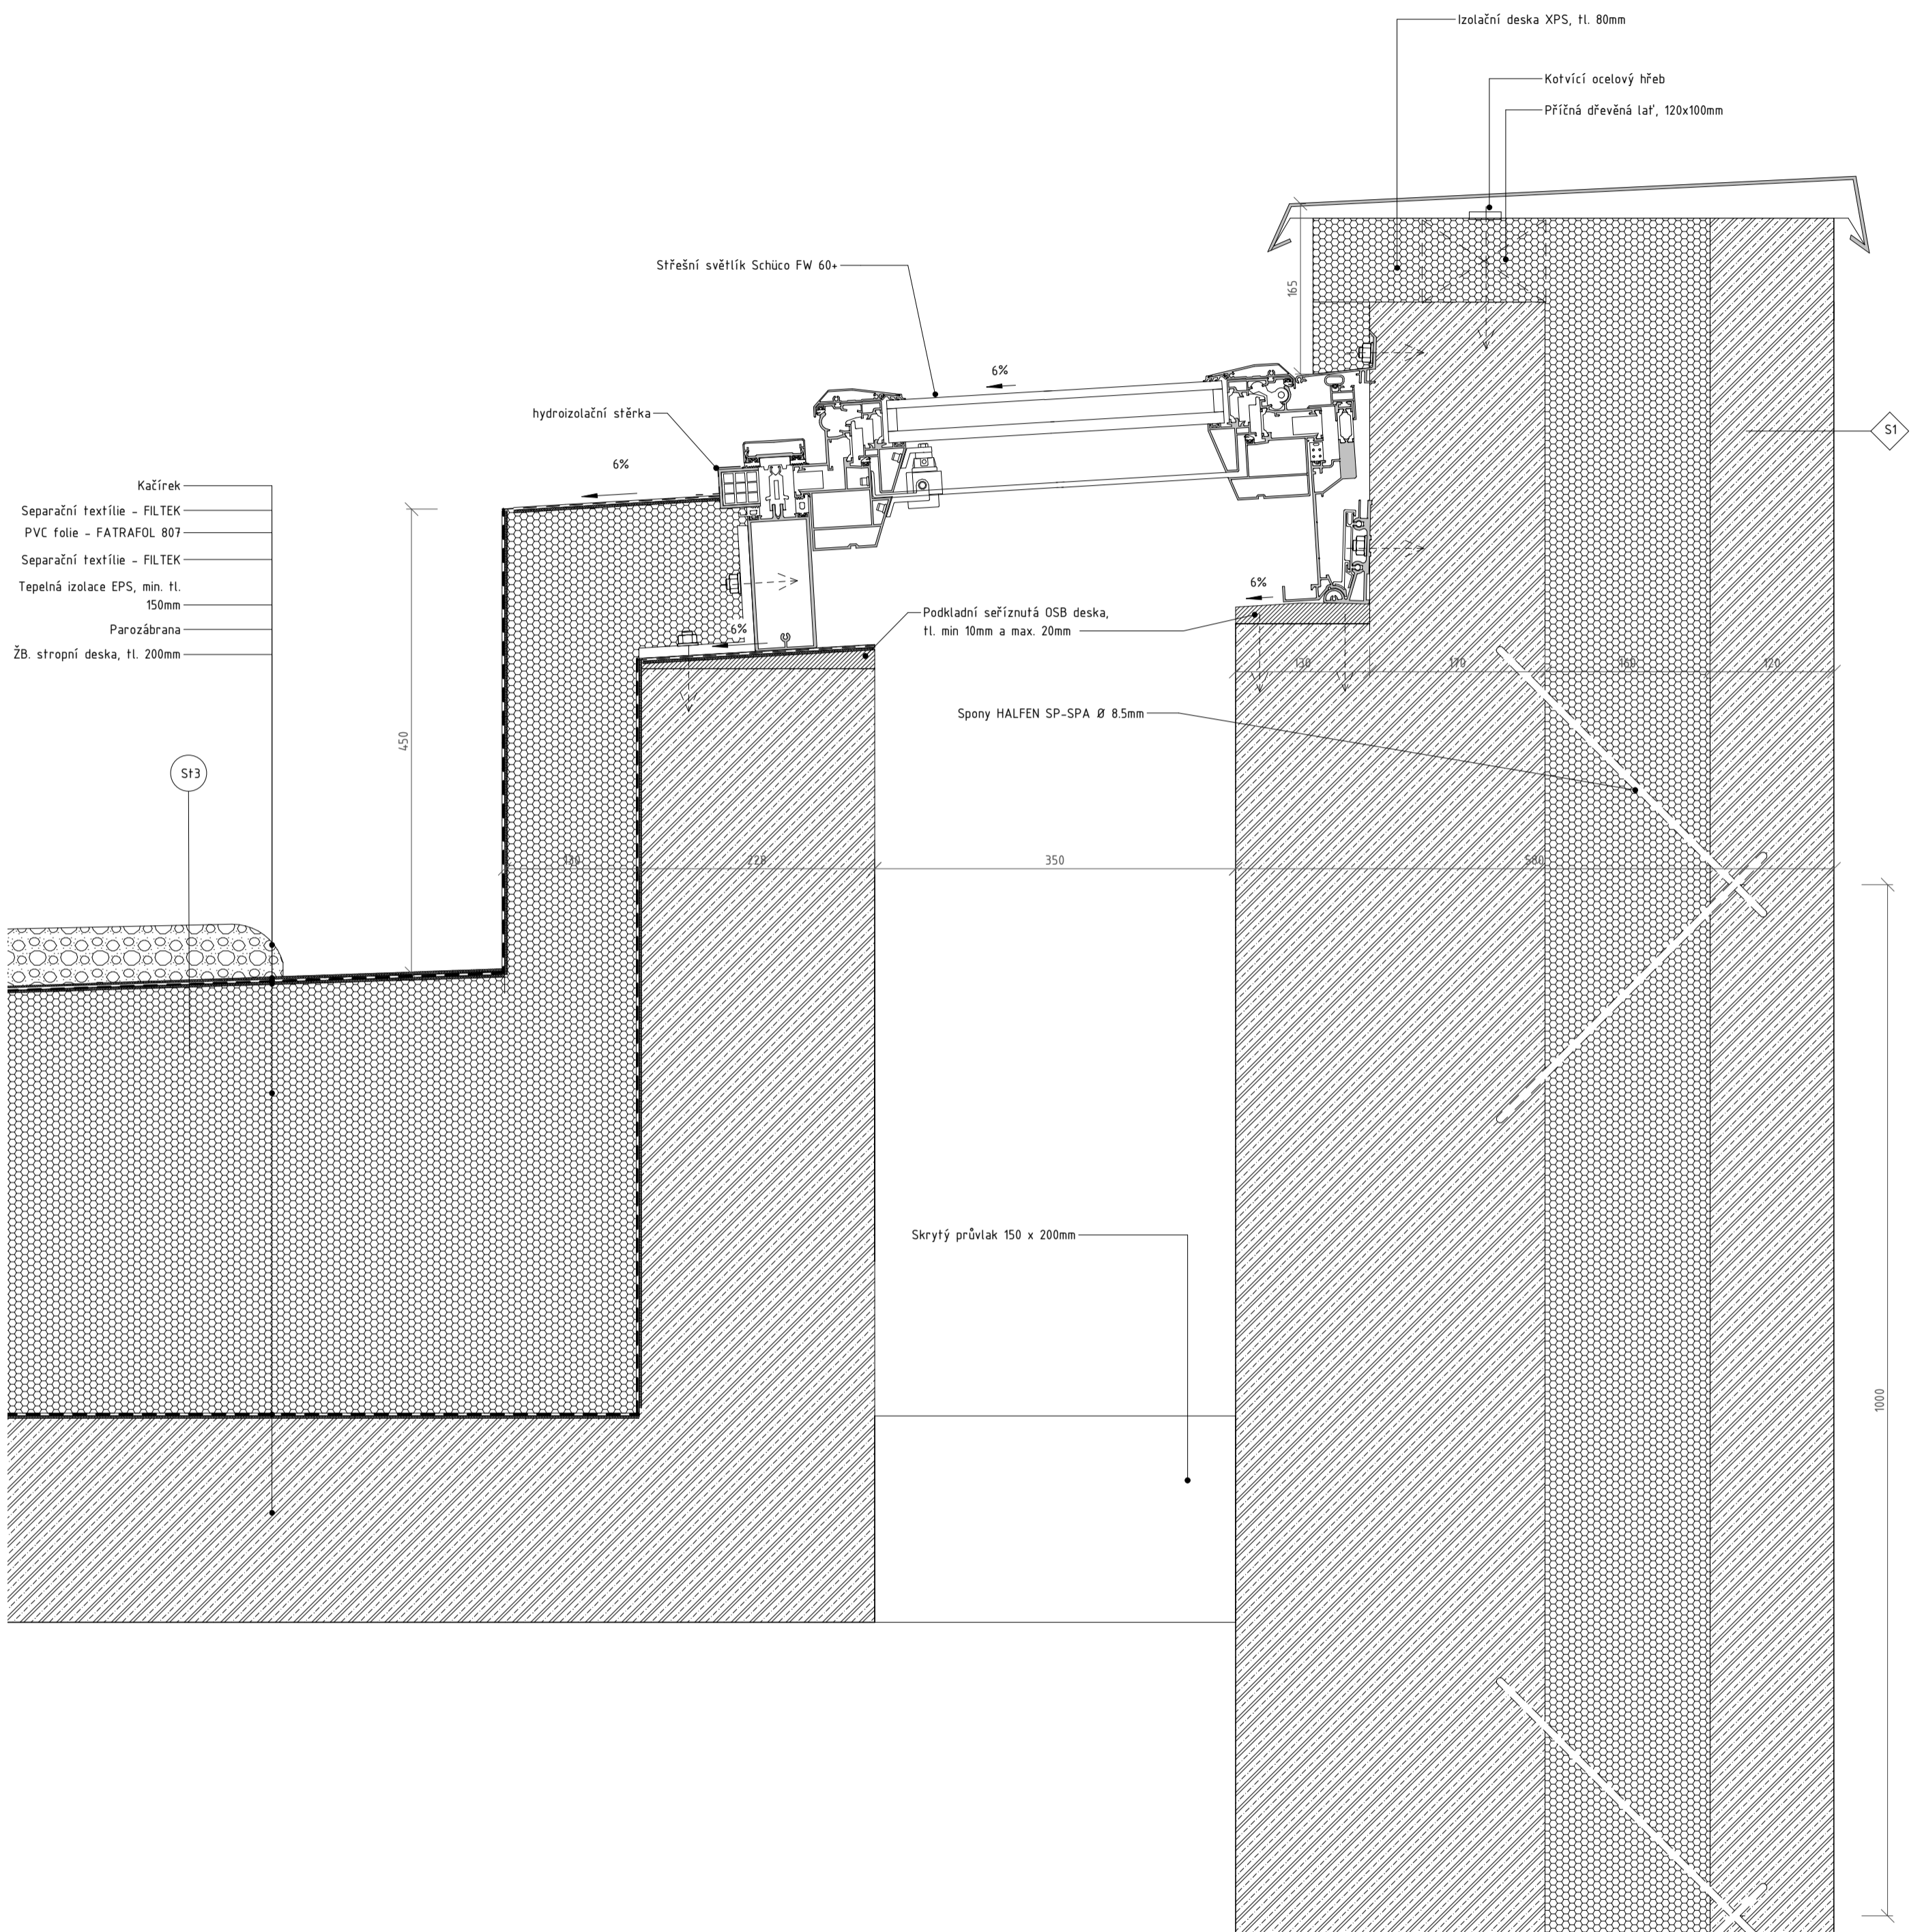 Izolační deska XPS, tl. 80mm
Kotvící ocelový hřeb
Příčná dřevěná lať, 120x100mm
Střešní světlík Schüco FW 60+
165
6%
hydroizolační stěrka
S1
6%
Kačírek
Separační textílie - FILTEK
PVC folie - FATRAFOL 807
Separační textílie - FILTEK
Tepelná izolace EPS, min. tl.
150mm
Parozábrana
ŽB. stropní deska, tl. 200mm
6%
6%
Podkladní seříznutá OSB deska,
tl. min 10mm a max. 20mm
130
170
160
120
Spony HALFEN SP-SPA Ø 8.5mm
450
St3
130
228
350
580
Skrytý průvlak 150 x 200mm
1000